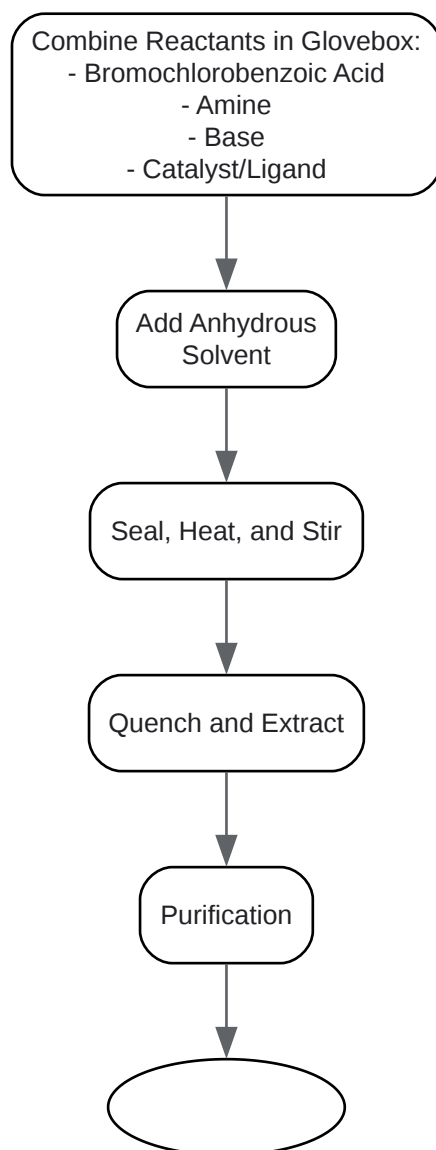 Combine Reactants in Glovebox:
- Bromochlorobenzoic Acid
- Amine
- Base
- Catalyst/Ligand
Add Anhydrous
Solvent
Seal, Heat, and Stir
Quench and Extract
Purification